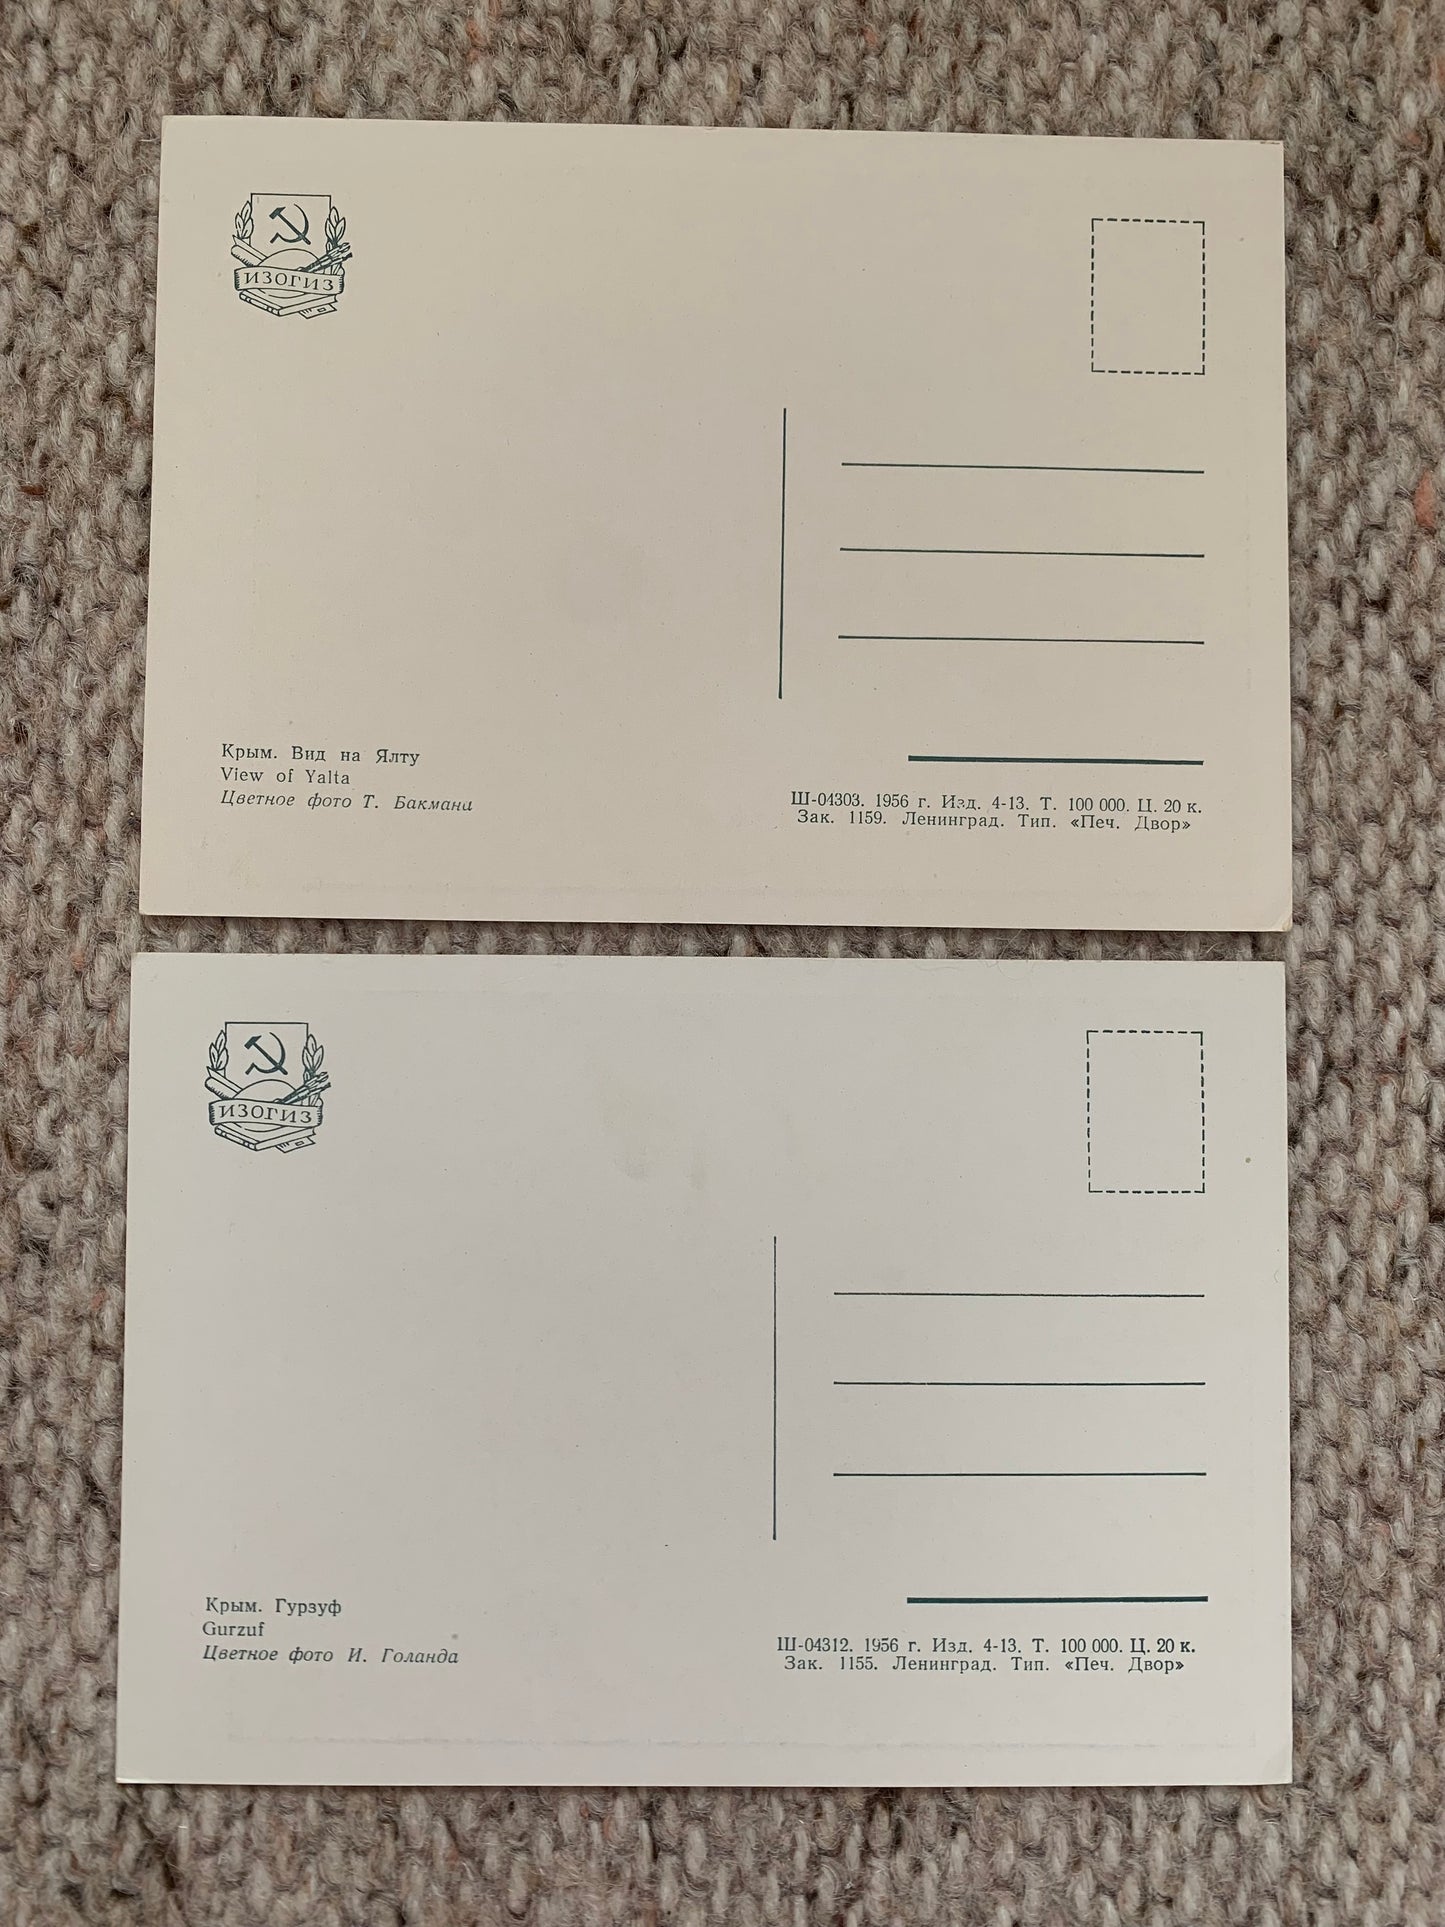 ИЗОГИЗ
Крым. Вид на Ялту
View of Yalta
Цветное фото Т. Бакмана
Ш-04303. 1956 г. Изд. 4-13. Т. 100 000. Ц. 20 к.
Зак. 1159. Ленинград. Тип. «Печ. Двор»
ИЗОГИЗ
Крым. Гурзуф
Gurzuf
Цветное фото И. Голанда
Ш-04312. 1956 г. Изд. 4-13. Т. 100 000. Ц. 20 к.
Зак. 1155. Ленинград. Тип. «Печ. Двор»